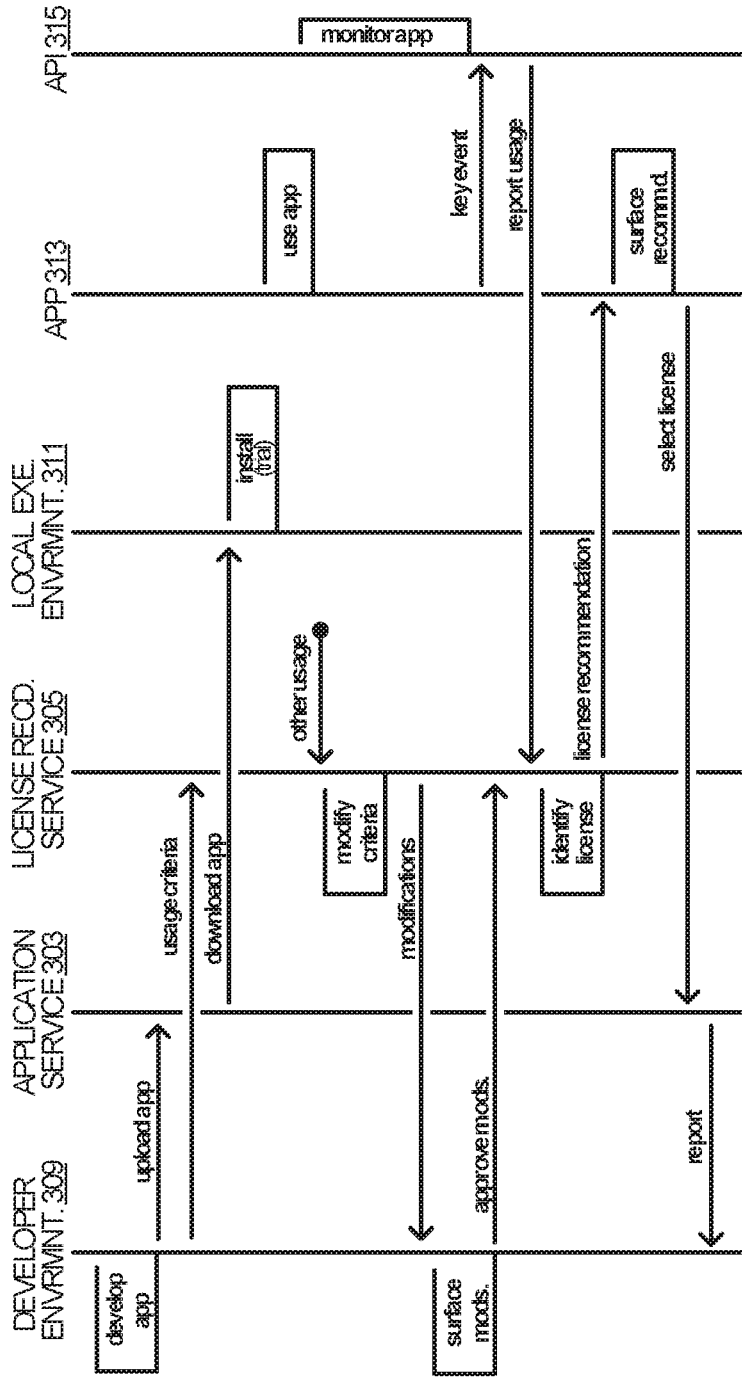 DEVELOPER
ENVRMNT. 309
APPLICATION
SERVICE 303
LICENSE RECD.
SERVICE 305
LOCAL EXE.
ENVRMNT. 311
APP 313
API 315
develop
app
upload app
usage criteria
download app
install
(trial)
use app
monitor app
other usage
modify
criteria
modifications
surface
mods.
approve mods.
key event
report usage
identify
license
license recommendation
surface
recommd.
select license
report